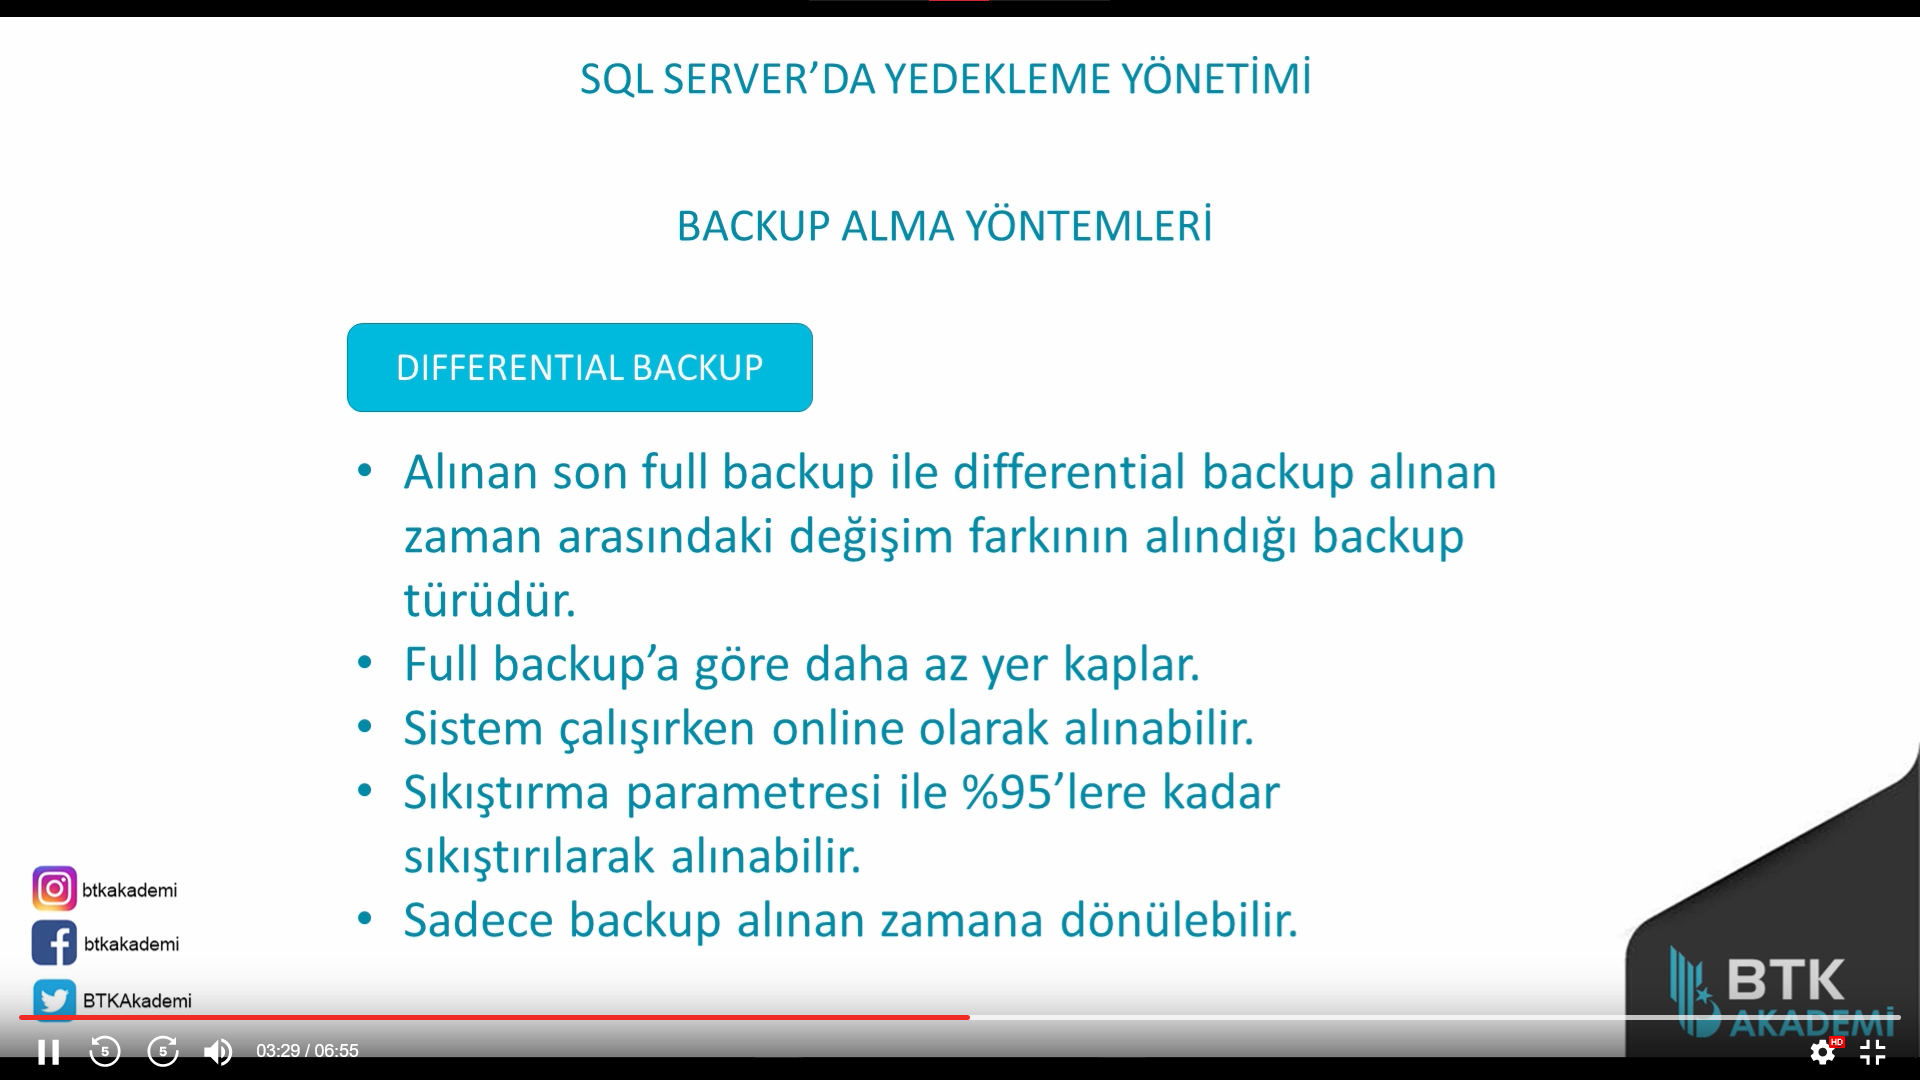 SQL SERVER’DA YEDEKLEME YÖNETİMİ
BACKUP ALMA YÖNTEMLERİ
DIFFERENTIAL BACKUP
• Alınan son full backup ile differential backup alınan
zaman arasındaki değişim farkının alındığı backup
türüdür.
• Full backup’a göre daha az yer kaplar.
• Sistem çalışırken online olarak alınabilir.
• Sıkıştırma parametresi ile %95’lere kadar
sıkıştırılarak alınabilir.
• Sadece backup alınan zamana dönülebilir.
btkakademi
btkakademi
BTKAkademi
BTK
AKADEMİ
5
5
03:29 / 06:55
HD